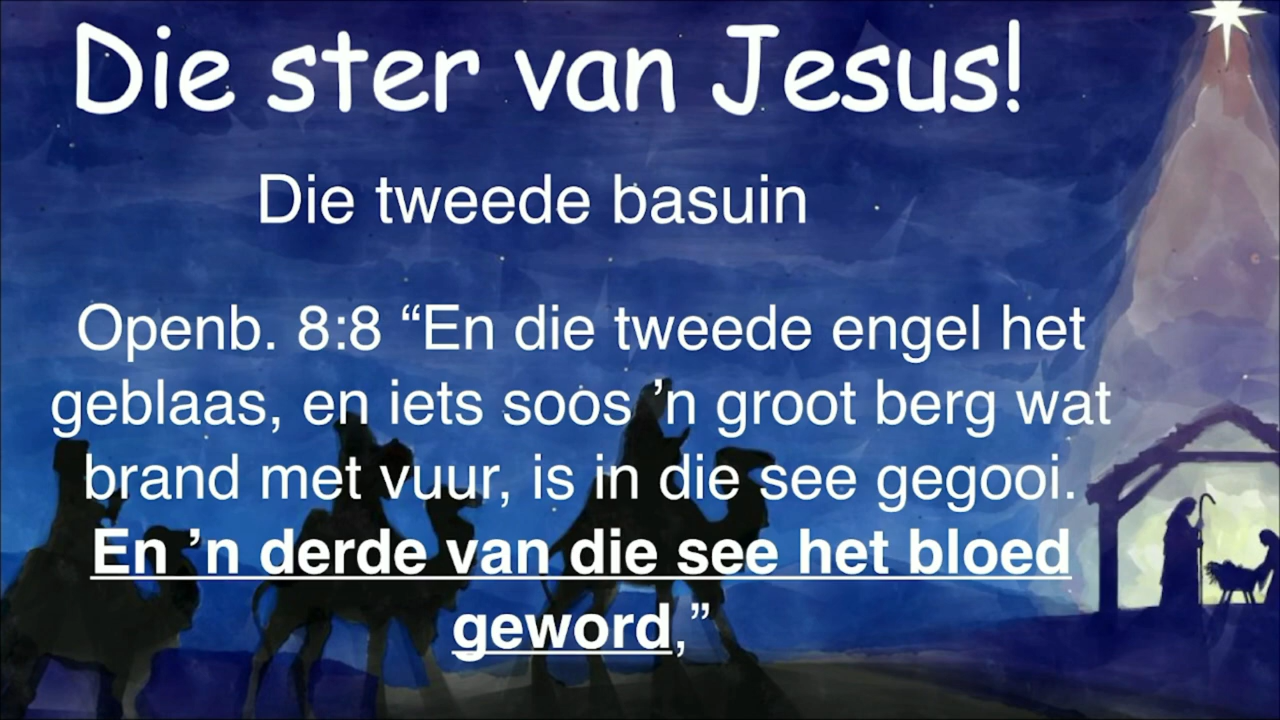 Die ster van Jesus!
Die tweede basuin
Openb. 8:8 “En die tweede engel het
geblaas, en iets soos ’n groot berg wat
brand met vuur, is in die see gegooi.
En ’n derde van die see het bloed
geword,”